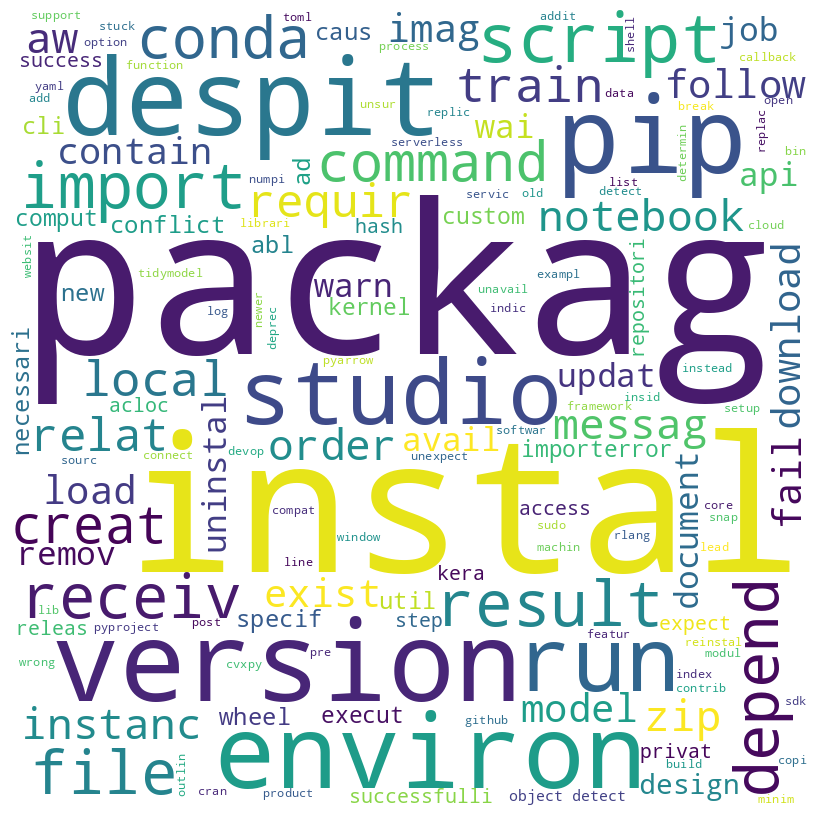 support
stuck
toml
addit
aw
conda
caus
imag
script
job
success
option
process
shell
callback
function
despit
yaml
add
cli
unsur
replic
train
data
follow
break
open
contain
wai
pip
import
ad
serverless
command
determin
replac
bin
api
numpi
requir
servic
old
detect
list
comput
conflict
librari
abl
hash
custom
notebook
cloud
websit
packag
new
tidymodel
warn
kernel
unavail
exampl
indic
repositori
download
log
newer
deprec
necessari
local
pyarrow
studio
updat
instead
insid
acloc
framework
setup
relat
uninstal
order
avail
softwar
messag
sourc
connect
devop
unexpect
importerror
load
instal
document
fail
compat
access
core
creat
sudo
snap
remov
window
machin
rlang
lead
line
kera
receiv
exist
util
result
depend
lib
releas
pyproject
post
specif
step
expect
reinstal
modul
wrong
cvxpy
pre
version
run
featur
index
contrib
instanc
wheel
execut
github
model
zip
sdk
file
environ
privat
build
copi
outlin
cran
product
successfulli
object detect
design
minim